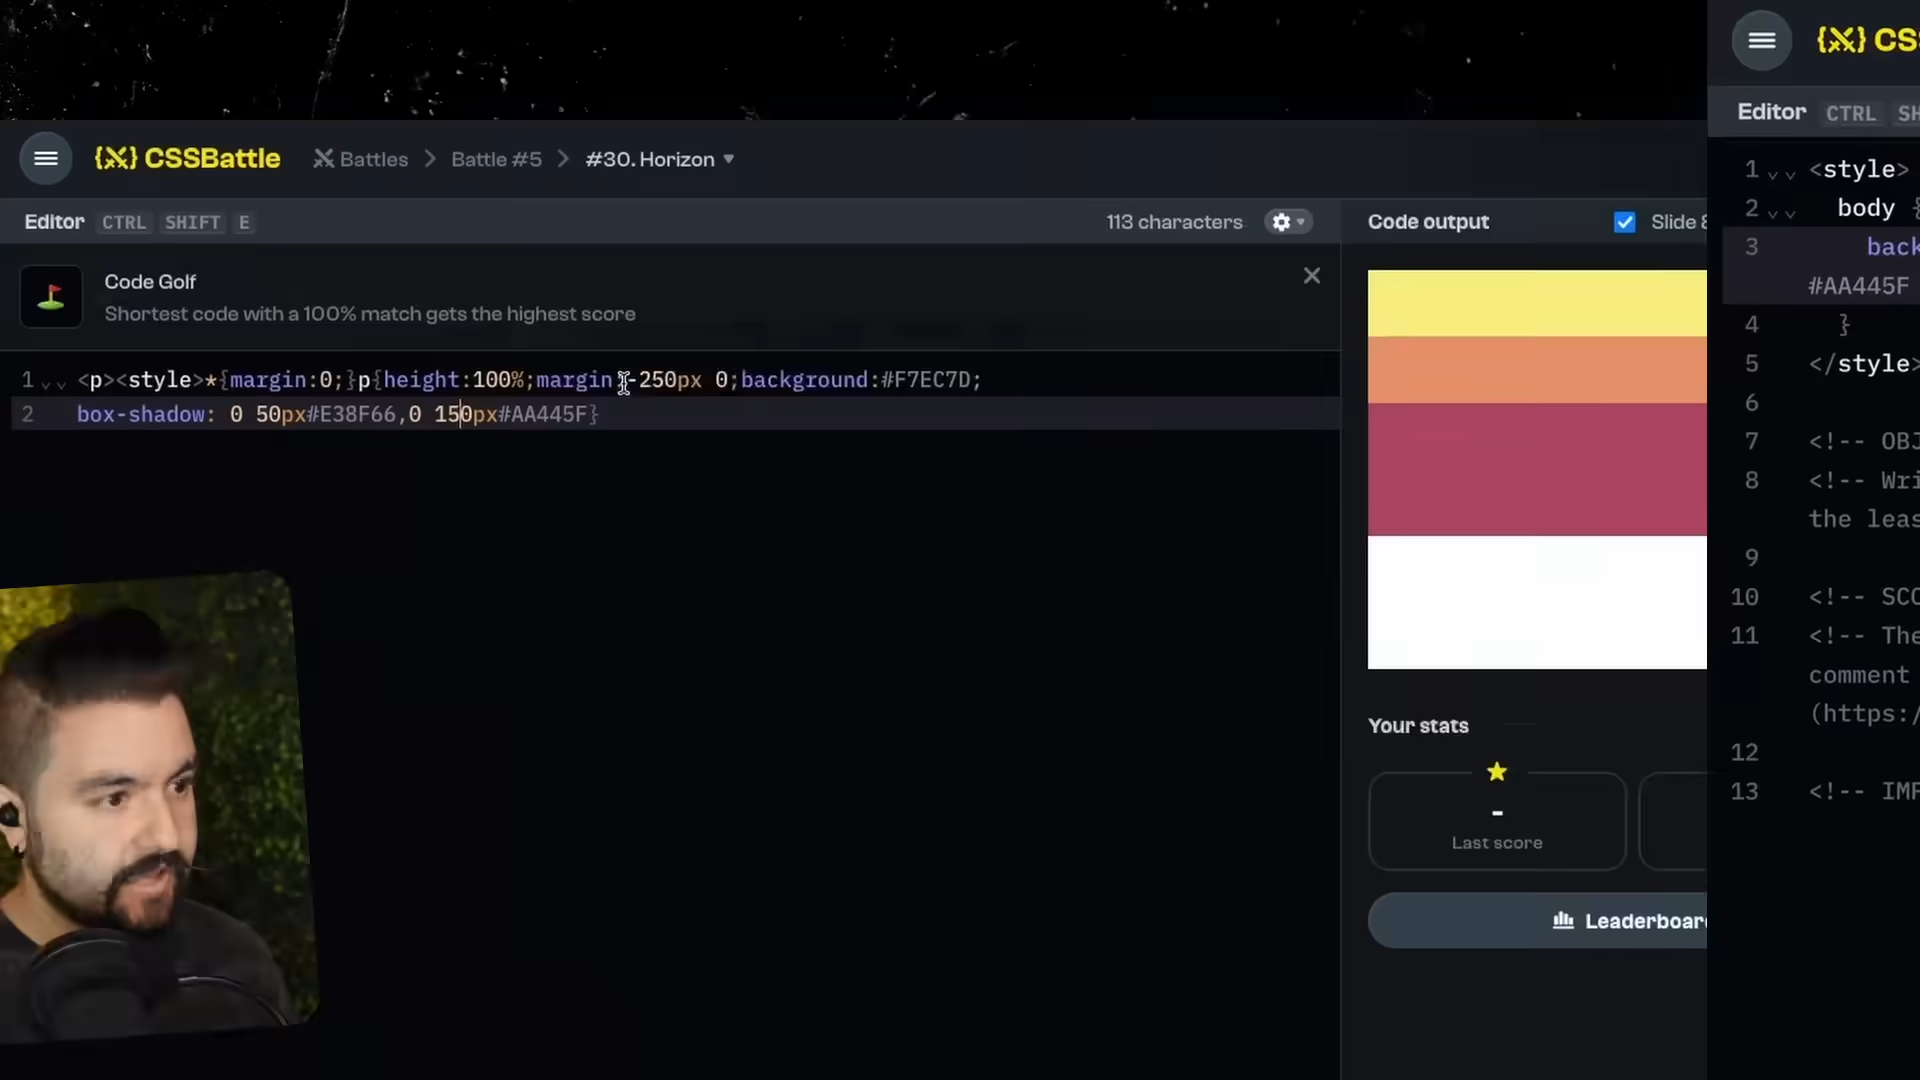 {X} CSSBattle Battles > Battle #5 > #30. Horizon
Editor CTRL SHIFT E 113 characters
Code Golf
Shortest code with a 100% match gets the highest score
1 <p><style>*{margin:0;}p{height:100%;margin:-250px 0;background:#F7EC7D;
2 box-shadow: 0 50px#E38F66,0 150px#AA445F}
Code output Slide &
Your stats
-
Last score
Leaderboar
{X} CSS
Editor CTRL SH
1 <style>
2 body {
3 back
#AA445F
4 }
5 </style>
6
7 <!-- OBJ
8 <!-- Wri
the leas
9
10 <!-- SCO
11 <!-- The
comment
(https:/
12
13 <!-- IMP